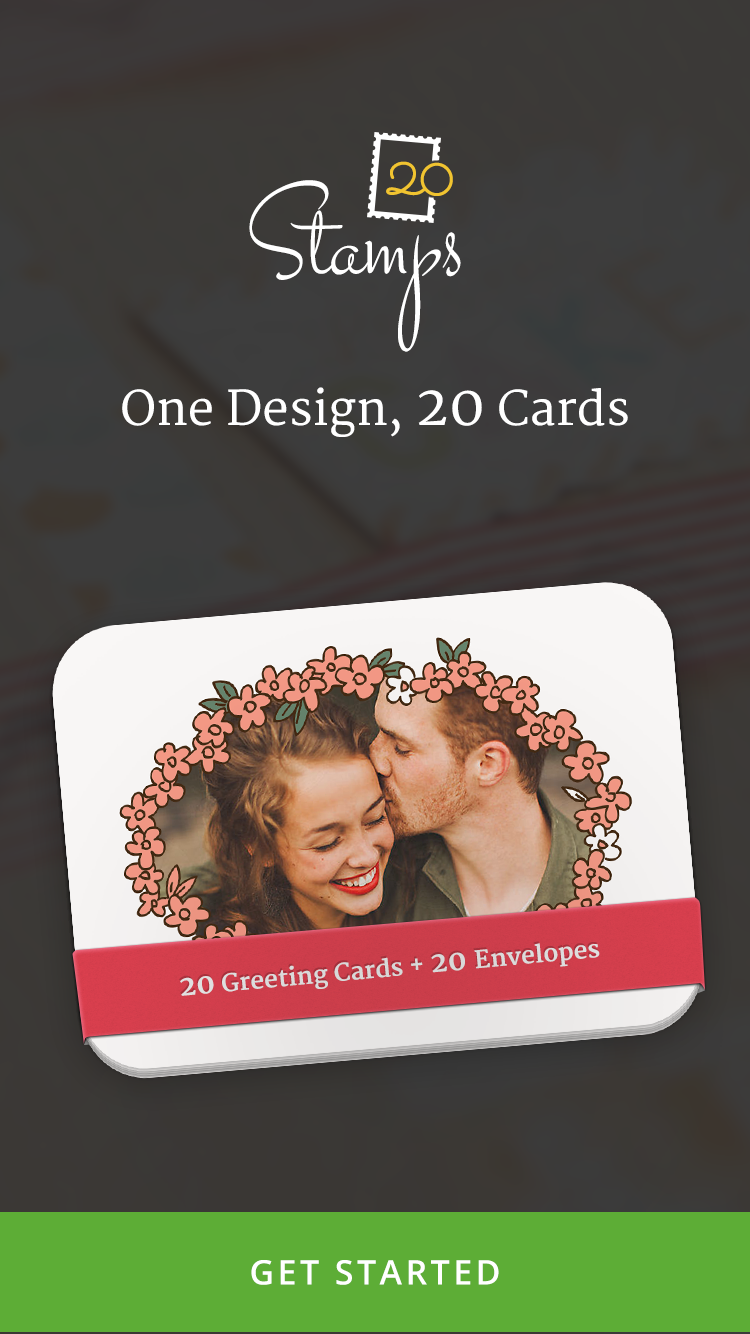 20
Stamps
One Design, 20 Cards
20 Greeting Cards + 20 Envelopes
GET STARTED